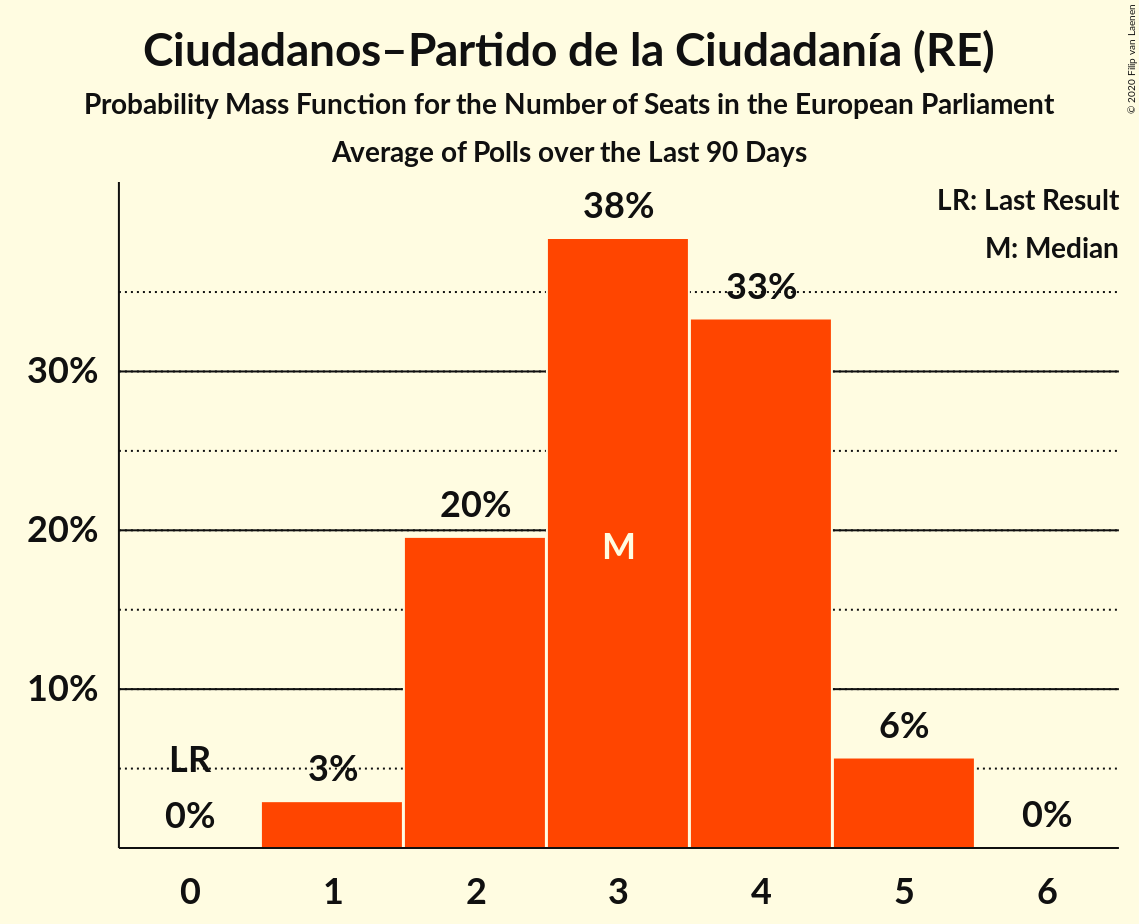 Ciudadanos–Partido de la Ciudadanía (RE)
Probability Mass Function for the Number of Seats in the European Parliament
Average of Polls over the Last 90 Days
© 2020 Filip van Laenen
LR: Last Result
M: Median
38%
33%
30%
20%
M
20%
10%
6%
LR
3%
0%
0%
0 1 2 3 4 5 6